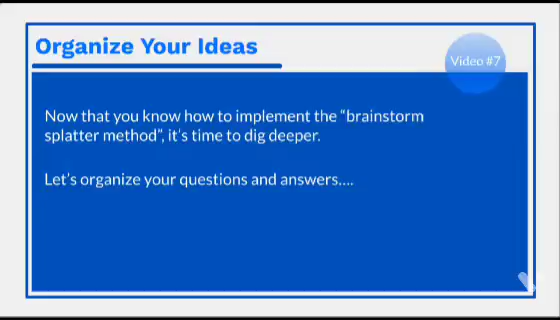 Organize Your Ideas
Video #7
Now that you know how to implement the “brainstorm
splatter method”, it's time to dig deeper.
Let's organize your questions and answers....